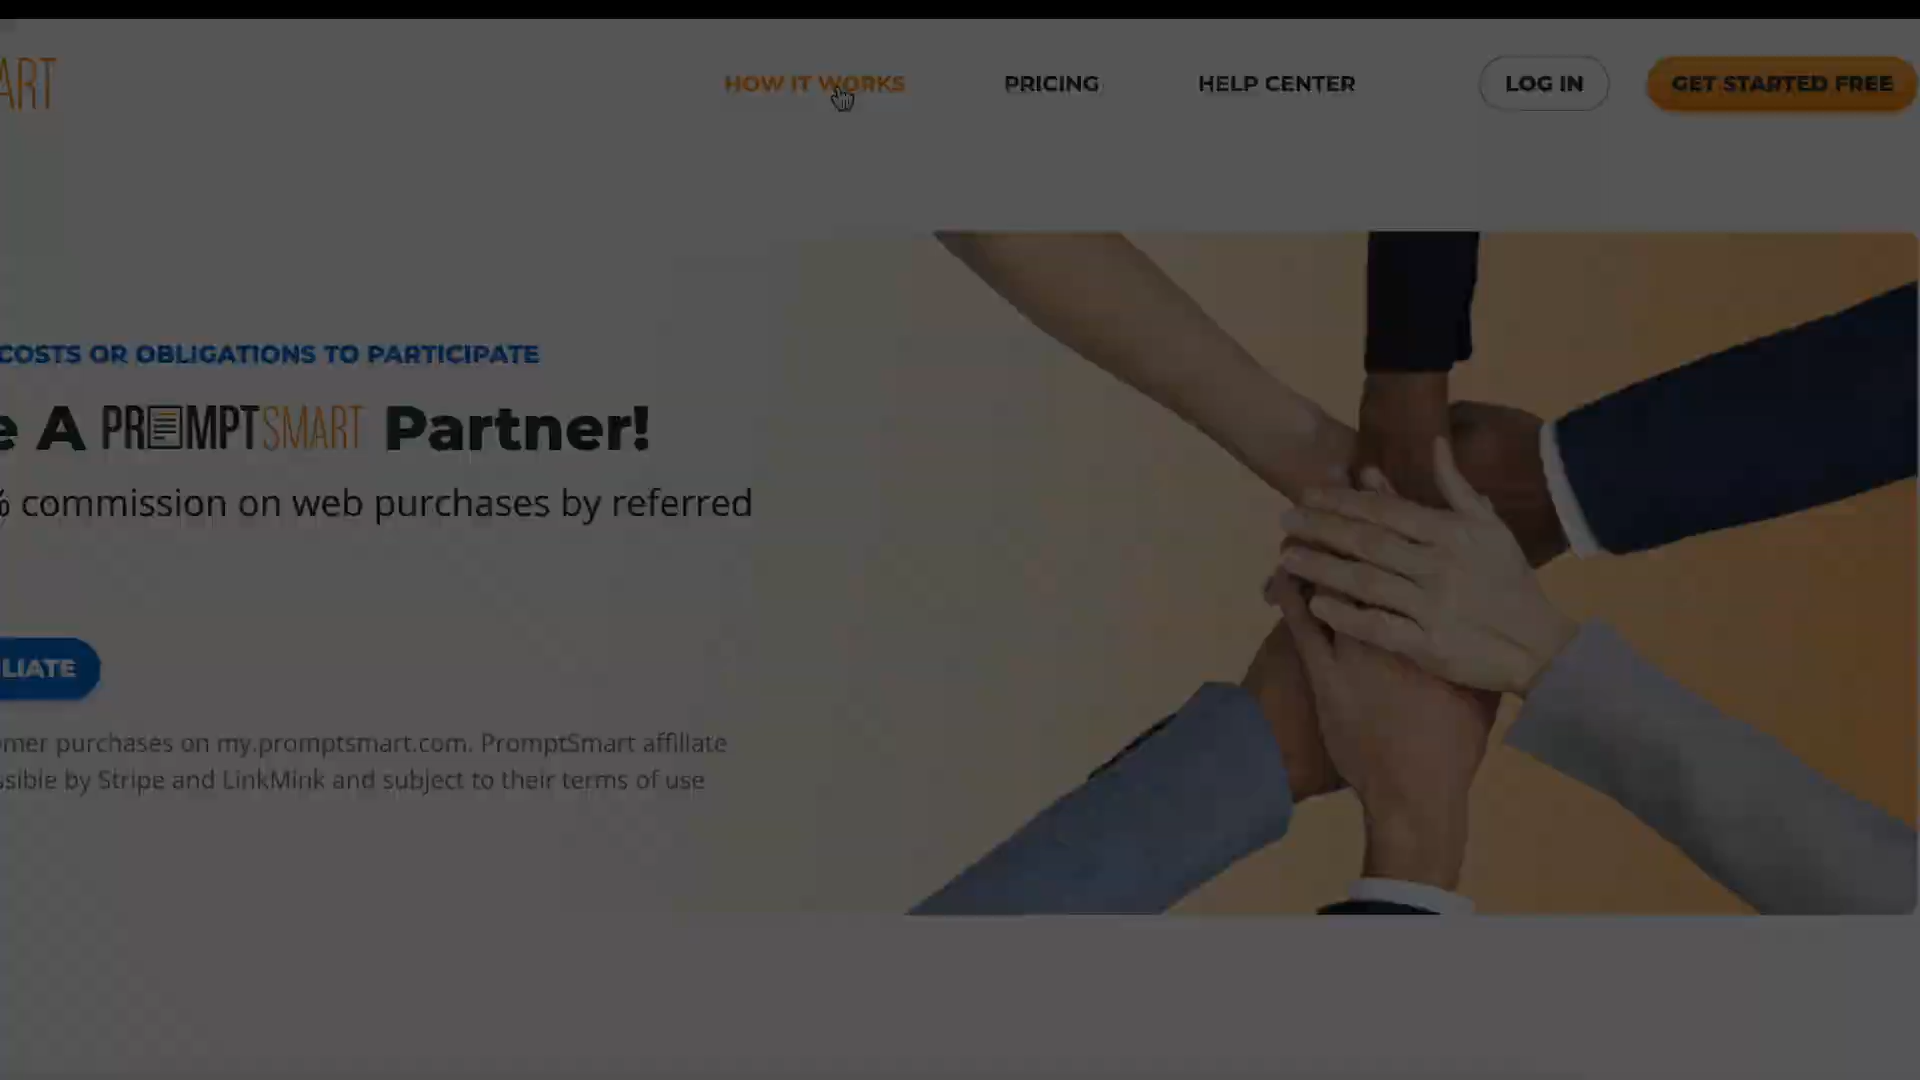 ART
HOW IT WORKS
PRICING
HELP CENTER
LOG IN
GET STARTED FREE
COSTS OR OBLIGATIONS TO PARTICIPATE
e A PROMPTSMART Partner!
% commission on web purchases by referred
LIATE
mer purchases on my.promptsmart.com. PromptSmart affiliate
sible by Stripe and LinkMink and subject to their terms of use